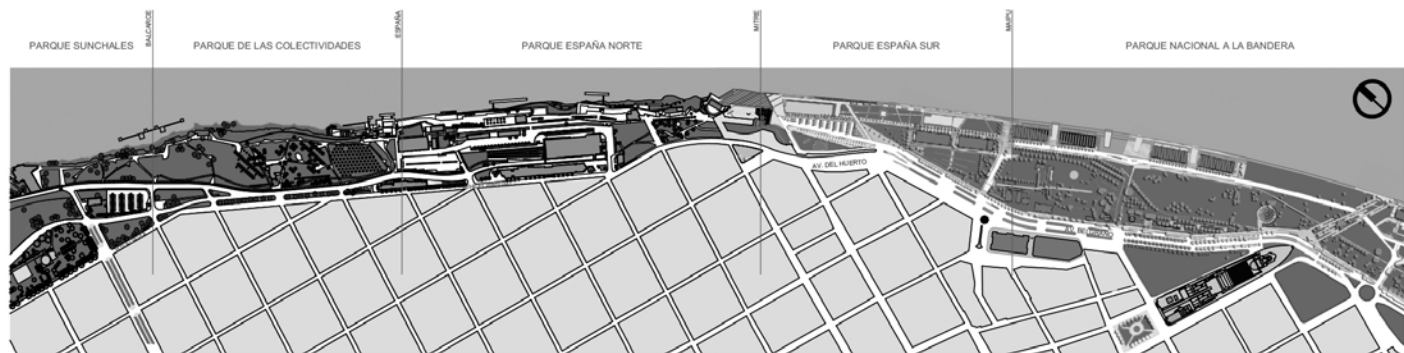 PARQUE SUNCHALES
BALCARCE
PARQUE DE LAS COLECTIVIDADES
ESPAÑA
PARQUE ESPAÑA NORTE
MITRE
PARQUE ESPAÑA SUR
MAIPU
PARQUE NACIONAL A LA BANDERA
AV. DEL HUERTO
AV. BELGRANO